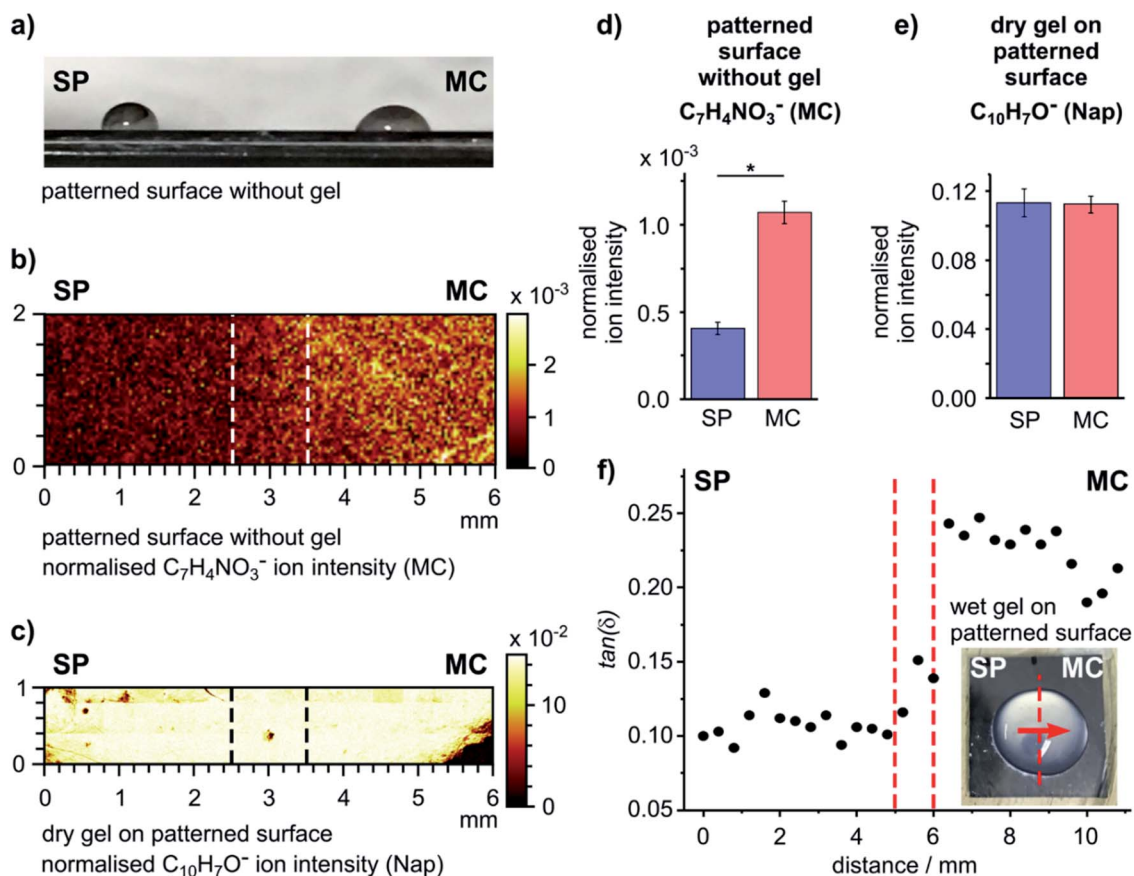 a)
SP MC
patterned surface without gel
b)
SP MC
x 10⁻³
2
0
2
1
0
0 1 2 3 4 5 6
mm
patterned surface without gel
normalised C₇H₄NO₃⁻ ion intensity (MC)
c)
SP MC
x 10⁻²
1
0
15
10
5
0
0 1 2 3 4 5 6
mm
dry gel on patterned surface
normalised C₁₀H₇O⁻ ion intensity (Nap)
d)
patterned
surface
without gel
C₇H₄NO₃⁻ (MC)
x 10⁻³
*
normalised
ion intensity
1.0
0.5
0.0
SP MC
e)
dry gel on
patterned
surface
C₁₀H₇O⁻ (Nap)
normalised
ion intensity
0.12
0.08
0.04
0.00
SP MC
f)
SP MC
tan(δ)
0.25
0.20
0.15
0.10
0.05
wet gel on
patterned surface
SP MC
0 2 4 6 8 10
distance / mm